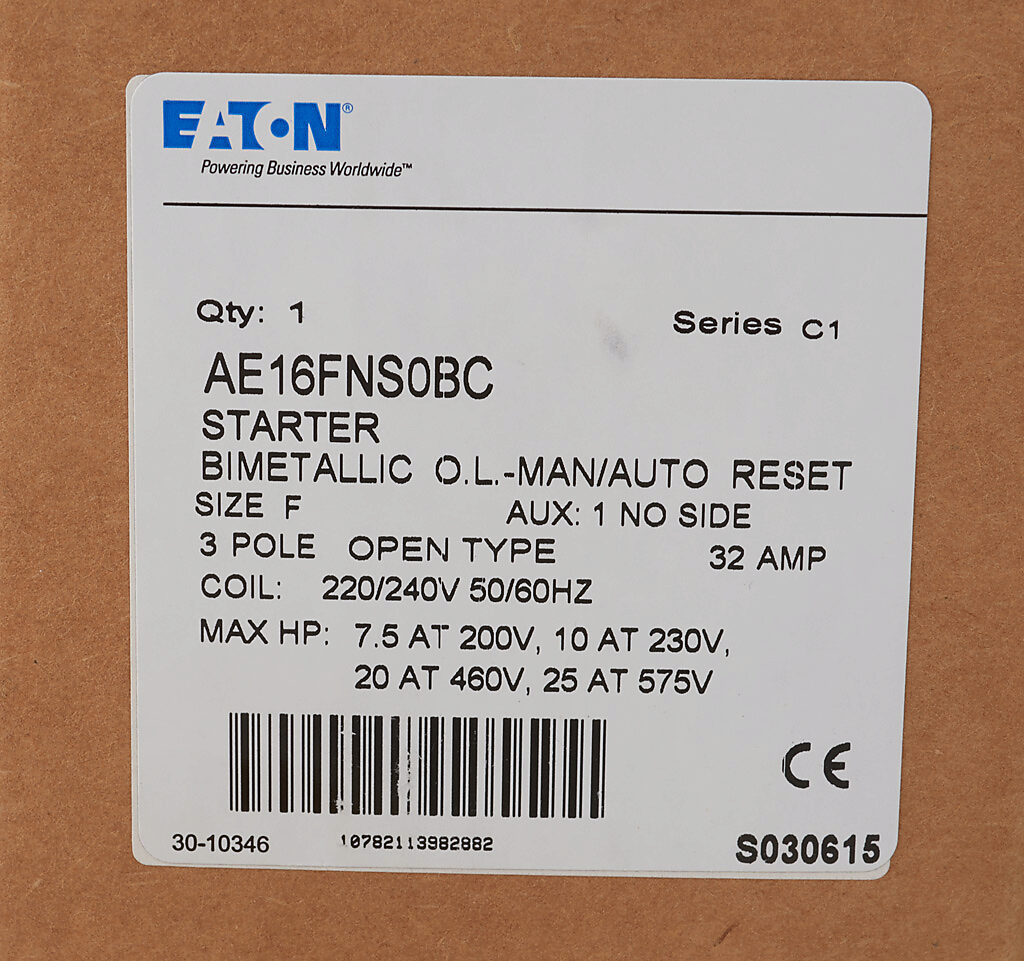 EATON®
Powering Business Worldwide™
Qty: 1
Series C1
AE16FNS0BC
STARTER
BIMETALLIC O.L.-MAN/AUTO RESET
SIZE F AUX: 1 NO SIDE
3 POLE OPEN TYPE 32 AMP
COIL: 220/240V 50/60HZ
MAX HP: 7.5 AT 200V, 10 AT 230V,
20 AT 460V, 25 AT 575V
CE
30-10346 10782113982882 S030615